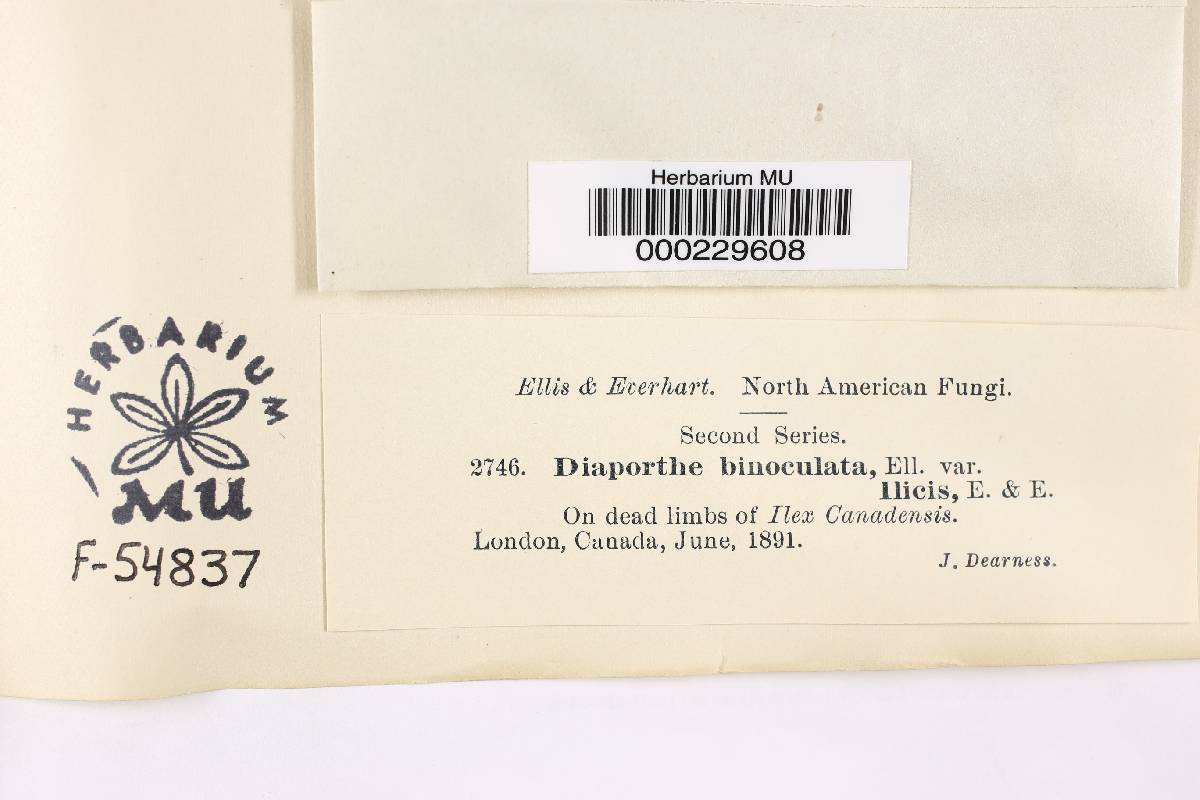 Herbarium MU
000229608
HERBARIUM
MU
F-54837
Ellis & Everhart. North American Fungi.
Second Series.
2746. Diaporthe binoculata, Ell. var.
Ilicis, E. & E.
On dead limbs of Ilex Canadensis.
London, Canada, June, 1891.
J. Dearness.